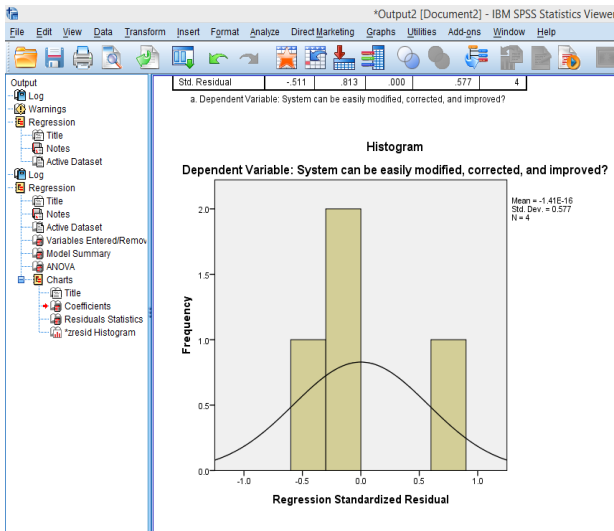 *Output2 [Document2] - IBM SPSS Statistics Viewer
File Edit View Data Transform Insert Format Analyze Direct Marketing Graphs Utilities Add-ons Window Help
Output
Log
Warnings
Regression
Title
Notes
Active Dataset
Log
Regression
Title
Notes
Active Dataset
Variables Entered/Remov
Model Summary
ANOVA
Charts
Title
Coefficients
Residuals Statistics
*zresid Histogram
Std. Residual -.511 .813 .000 .577 4
a. Dependent Variable: System can be easily modified, corrected, and improved?
Histogram
Dependent Variable: System can be easily modified, corrected, and improved?
Mean = -1.41E-16
Std. Dev. = 0.577
N = 4
Frequency
2.0
1.5
1.0
0.5
0.0
-1.0 -0.5 0.0 0.5 1.0
Regression Standardized Residual